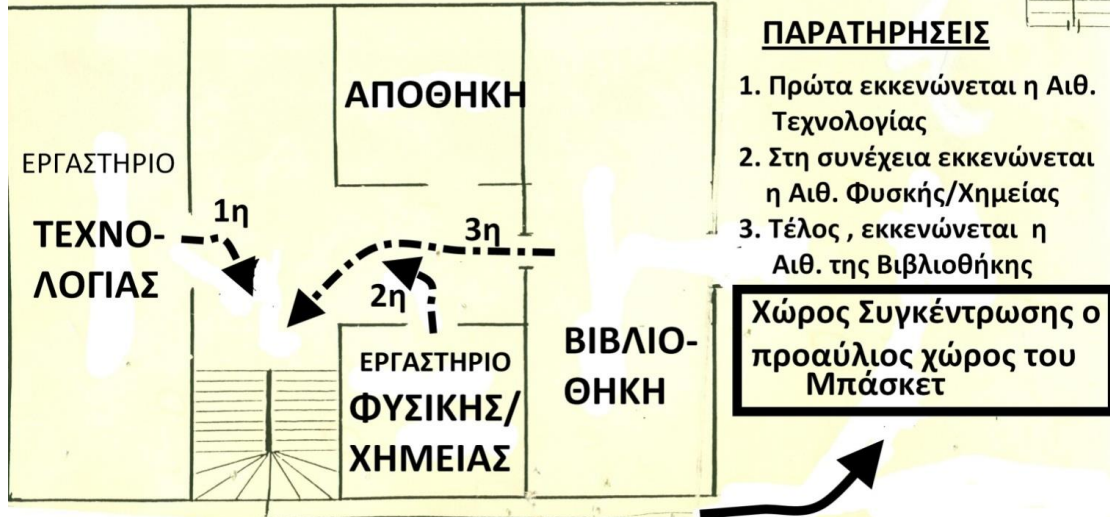 ΑΠΟΘΗΚΗ
ΕΡΓΑΣΤΗΡΙΟ
ΤΕΧΝΟ-
ΛΟΓΙΑΣ
1η
3η
2η
ΕΡΓΑΣΤΗΡΙΟ
ΦΥΣΙΚΗΣ/
ΧΗΜΕΙΑΣ
ΒΙΒΛΙΟ-
ΘΗΚΗ
ΠΑΡΑΤΗΡΗΣΕΙΣ
1. Πρώτα εκκενώνεται η Αιθ.
Τεχνολογίας
2. Στη συνέχεια εκκενώνεται
η Αιθ. Φυσκής/Χημείας
3. Τέλος , εκκενώνεται η
Αιθ. της Βιβλιοθήκης
Χώρος Συγκέντρωσης ο
προαύλιος χώρος του
Μπάσκετ